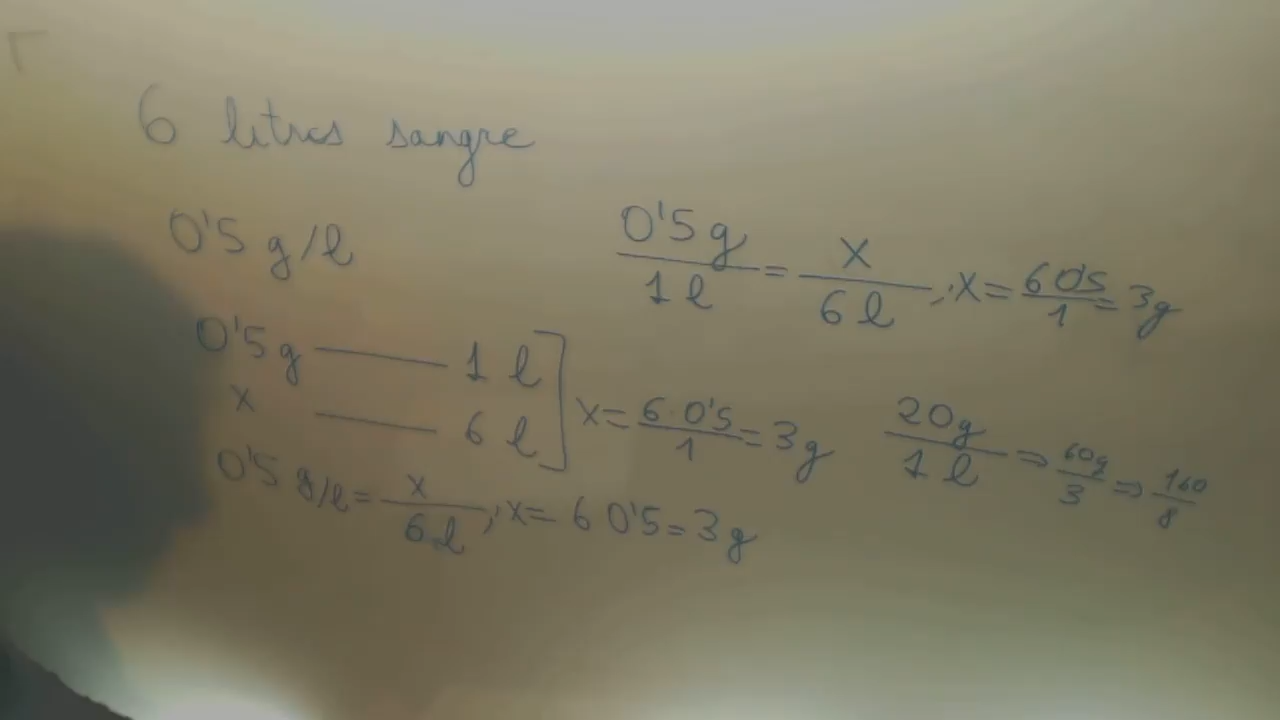 6 litros sangre
0'5 g/l
0'5 g / 1 l = x / 6 l ; x = 6 0'5 / 1 = 3g
0'5 g — 1 l
x — 6 l ] x = 6·0'5 / 1 = 3g
20g / 1 l ⇒ 60g / 3 ⇒ 160 / 8
0'5 g/l = x / 6 l ; x = 6 0'5 = 3g